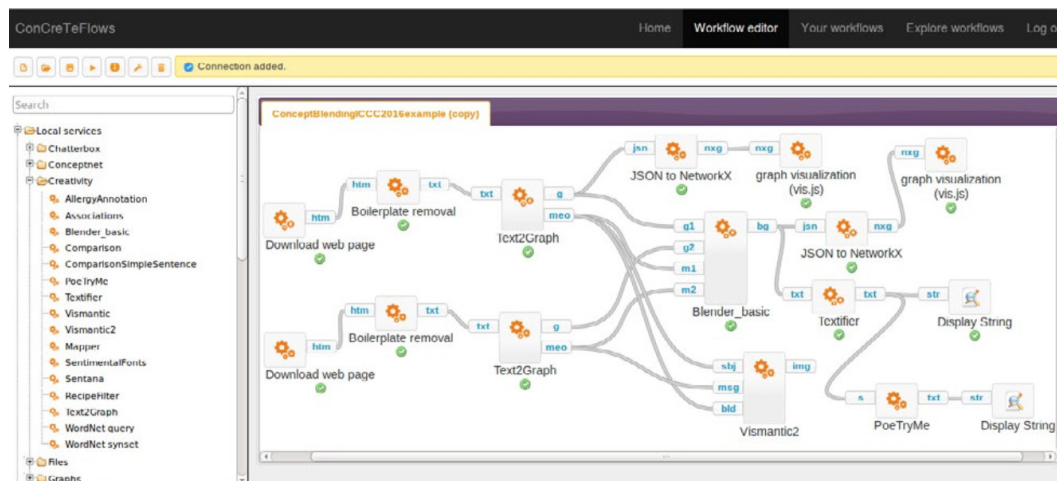 ConCreTeFlows
Home
Workflow editor
Your workflows
Explore workflows
Log o
Connection added.
Search
Local services
Chatterbox
Conceptnet
Creativity
AllergyAnnotation
Associations
Blender_basic
Comparison
ComparisonSimpleSentence
PoeTryMe
Textifier
Vismantic
Vismantic2
Mapper
SentimentalFonts
Sentana
RecipeFilter
Text2Graph
WordNet query
WordNet synset
Files
Graphs
ConceptBlendingICCC2016example (copy)
htm
Download web page
htm
txt
Boilerplate removal
txt
g
meo
Text2Graph
jsn
nxg
JSON to NetworkX
nxg
graph visualization
(vis.js)
nxg
graph visualization
(vis.js)
g1
bg
g2
m1
m2
Blender_basic
jsn
nxg
JSON to NetworkX
txt
txt
Textifier
str
Display String
htm
Download web page
htm
txt
Boilerplate removal
txt
g
meo
Text2Graph
sbj
img
msg
bld
Vismantic2
s
txt
PoeTryMe
str
Display String